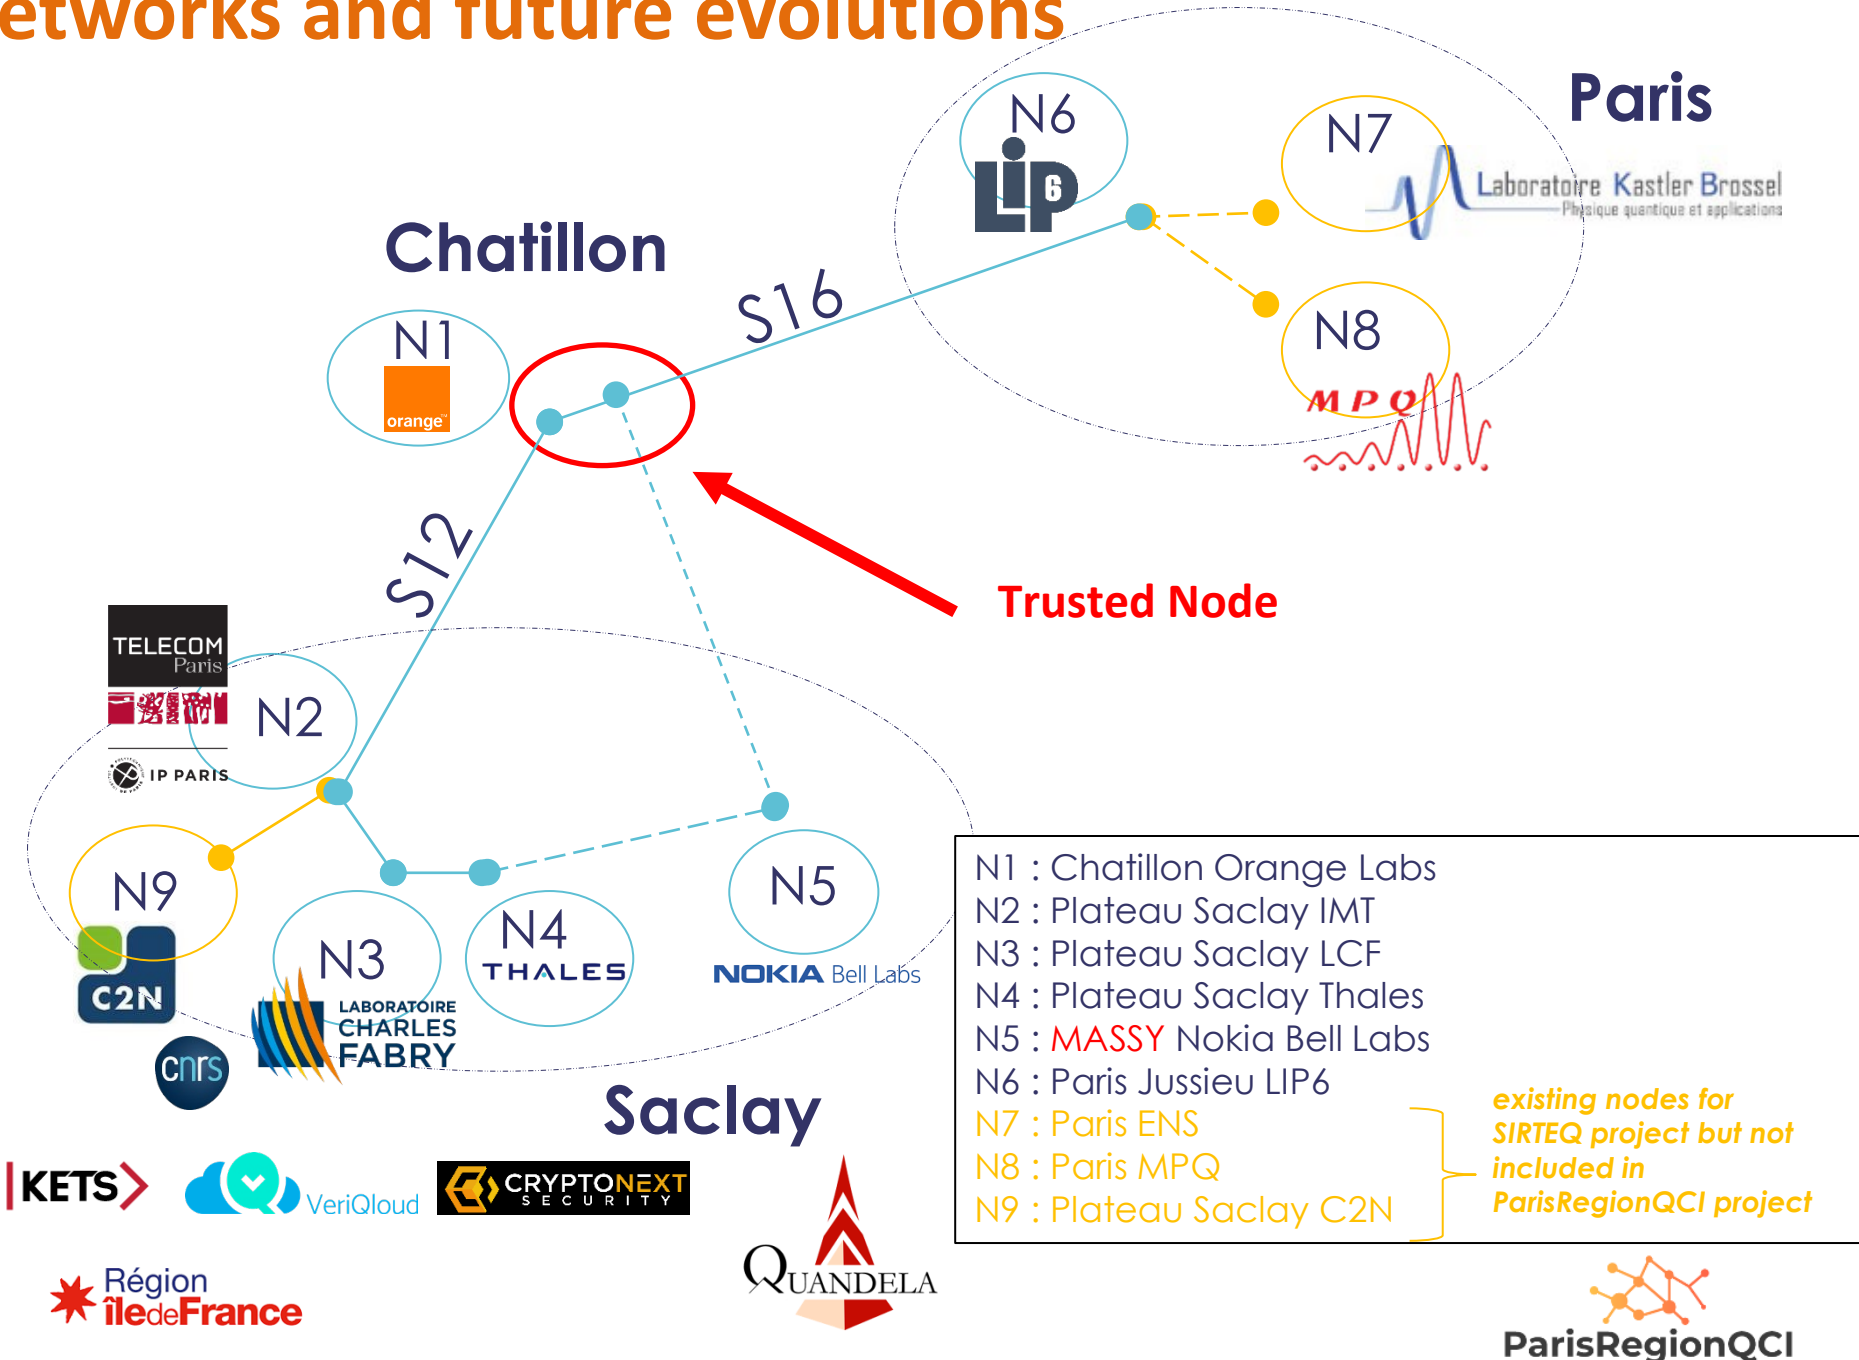 etworks and future evolutions
Paris
N6
LIP6
N7
Laboratoire Kastler Brossel
Physique quantique et applications
Chatillon
S16
N8
MPQ
N1
orange™
S12
Trusted Node
TELECOM
Paris
N2
IP PARIS
N9
C2N
N3
LABORATOIRE
CHARLES
FABRY
N4
THALES
N5
NOKIA Bell Labs
cnrs
Saclay
N1 : Chatillon Orange Labs
N2 : Plateau Saclay IMT
N3 : Plateau Saclay LCF
N4 : Plateau Saclay Thales
N5 : MASSY Nokia Bell Labs
N6 : Paris Jussieu LIP6
N7 : Paris ENS
N8 : Paris MPQ
N9 : Plateau Saclay C2N
existing nodes for
SIRTEQ project but not
included in
ParisRegionQCI project
KETS
VeriQloud
CRYPTONEXT
SECURITY
QUANDELA
Région
îledeFrance
ParisRegionQCI